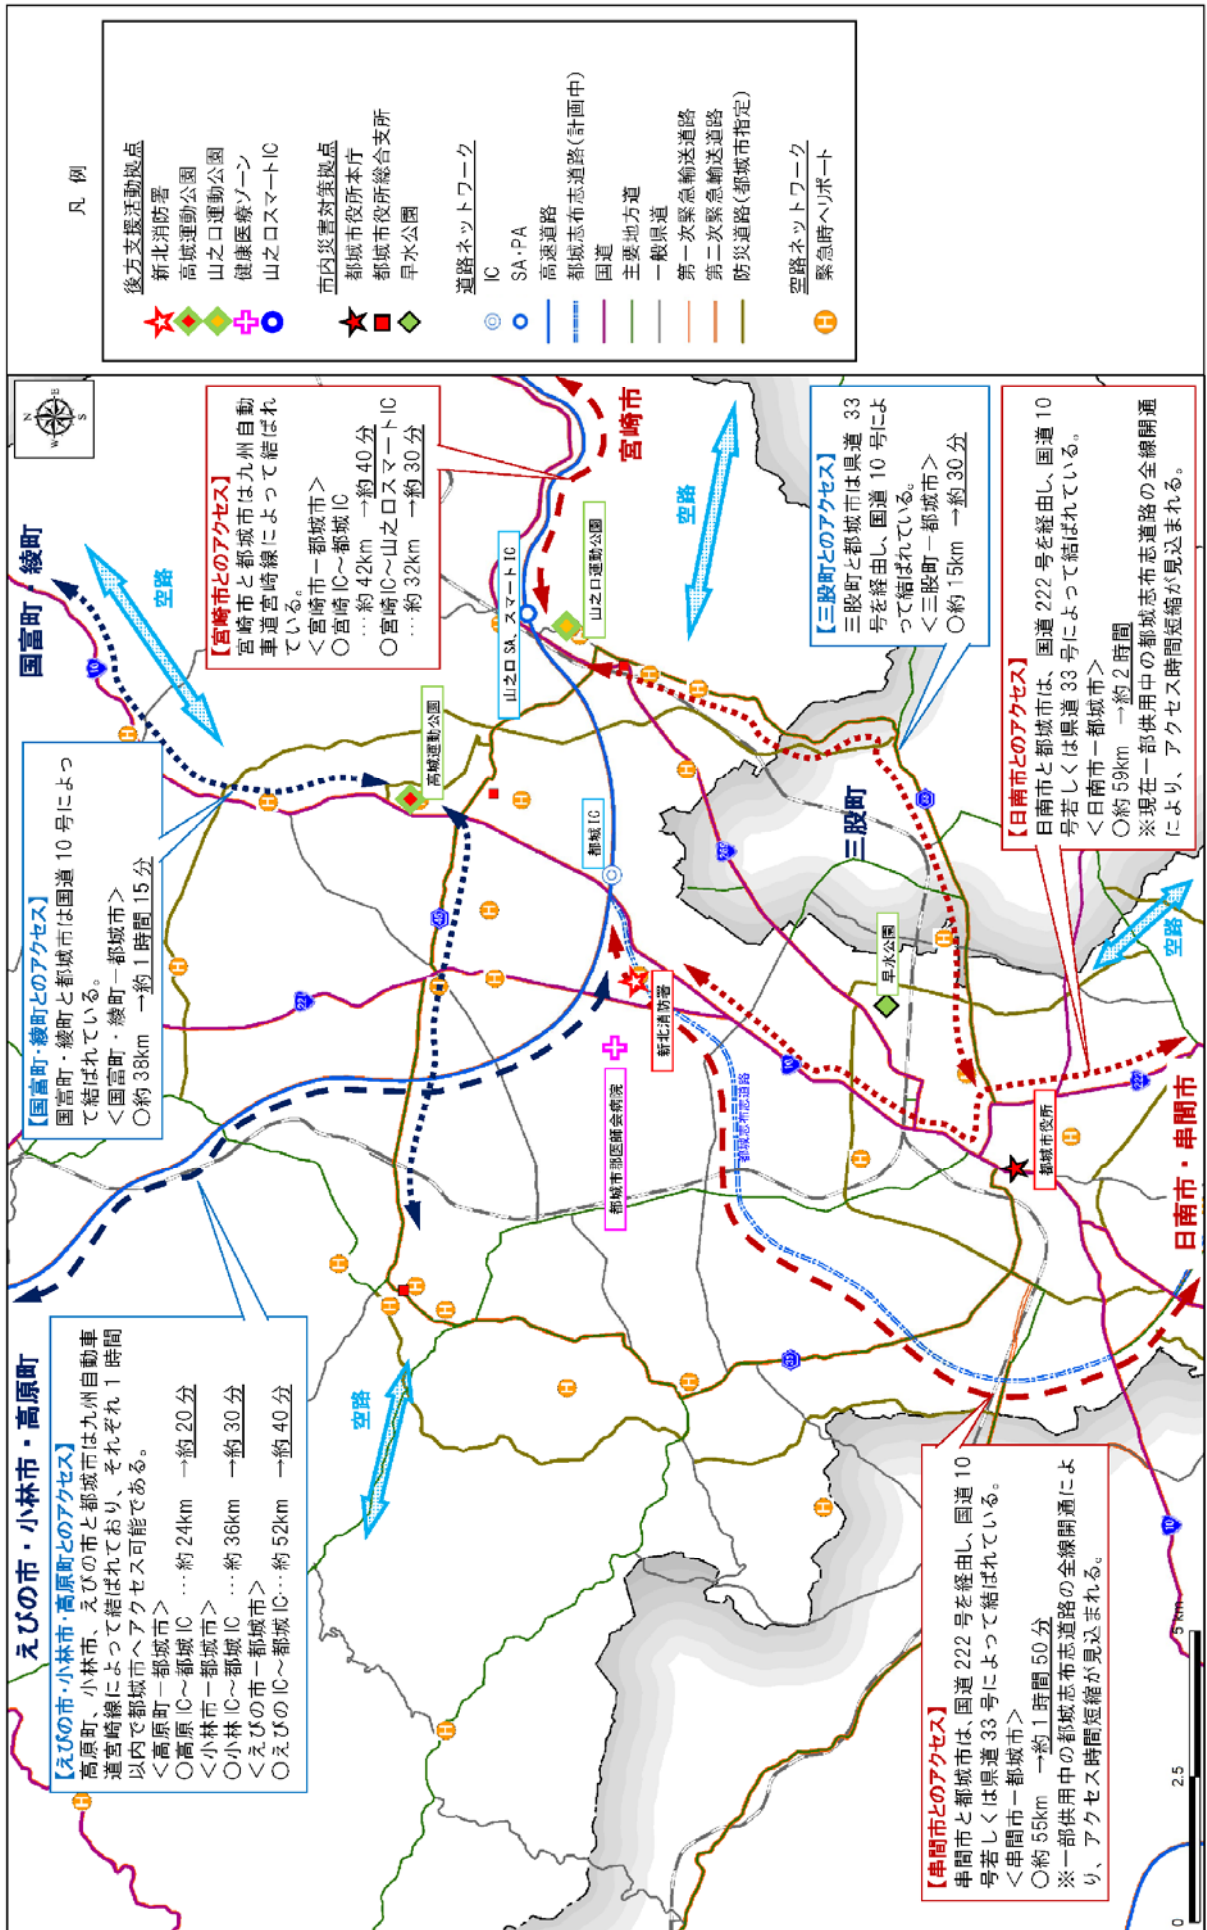 えびの市・小林市・高原町
【えびの市・小林市・高原町とのアクセス】
高原町、小林市、えびの市と都城市は九州自動車
道宮崎線によって結ばれており、それぞれ1時間
以内で都城市へアクセス可能である。
＜高原町－都城市＞
○高原IC～都城IC …約24km →約20分
＜小林市－都城市＞
○小林IC～都城IC …約36km →約30分
＜えびの市－都城市＞
○えびのIC～都城IC…約52km →約40分
国富町・綾町
【国富町・綾町とのアクセス】
国富町・綾町と都城市は国道10号によっ
て結ばれている。
＜国富町・綾町－都城市＞
○約38km →約1時間15分
【宮崎市とのアクセス】
宮崎市と都城市は九州自動
車道宮崎線によって結ばれ
ている。
＜宮崎市－都城市＞
○宮崎IC～都城IC
…約42km →約40分
○宮崎IC～山之口スマートIC
…約32km →約30分
N
W
E
S
空路
空路
空路
空路
宮崎市
10
221
45
269
33
10
222
10
高城運動公園
山之口SA、スマートIC
山之口運動公園
都城IC
都城市郡医師会病院
新北消防署
都城志布志道路
早水公園
三股町
都城市役所
日南市・串間市
H
【三股町とのアクセス】
三股町と都城市は県道33
号を経由し、国道10号によ
って結ばれている。
＜三股町－都城市＞
○約15km →約30分
【日南市とのアクセス】
日南市と都城市は、国道222号を経由し、国道10
号若しくは県道33号によって結ばれている。
＜日南市－都城市＞
○約59km →約2時間
※現在一部供用中の都城志布志道路の全線開通
により、アクセス時間短縮が見込まれる。
【串間市とのアクセス】
串間市と都城市は、国道222号を経由し、国道10
号若しくは県道33号によって結ばれている。
＜串間市－都城市＞
○約55km →約1時間50分
※一部供用中の都城志布志道路の全線開通によ
り、アクセス時間短縮が見込まれる。
0 2.5 5 km
凡 例
後方支援活動拠点
新北消防署
高城運動公園
山之口運動公園
健康医療ゾーン
山之口スマートIC
市内災害対策拠点
都城市役所本庁
都城市役所総合支所
早水公園
道路ネットワーク
IC
SA・PA
高速道路
都城志布志道路(計画中)
国道
主要地方道
一般県道
第一次緊急輸送道路
第二次緊急輸送道路
防災道路(都城市指定)
空路ネットワーク
H 緊急時ヘリポート